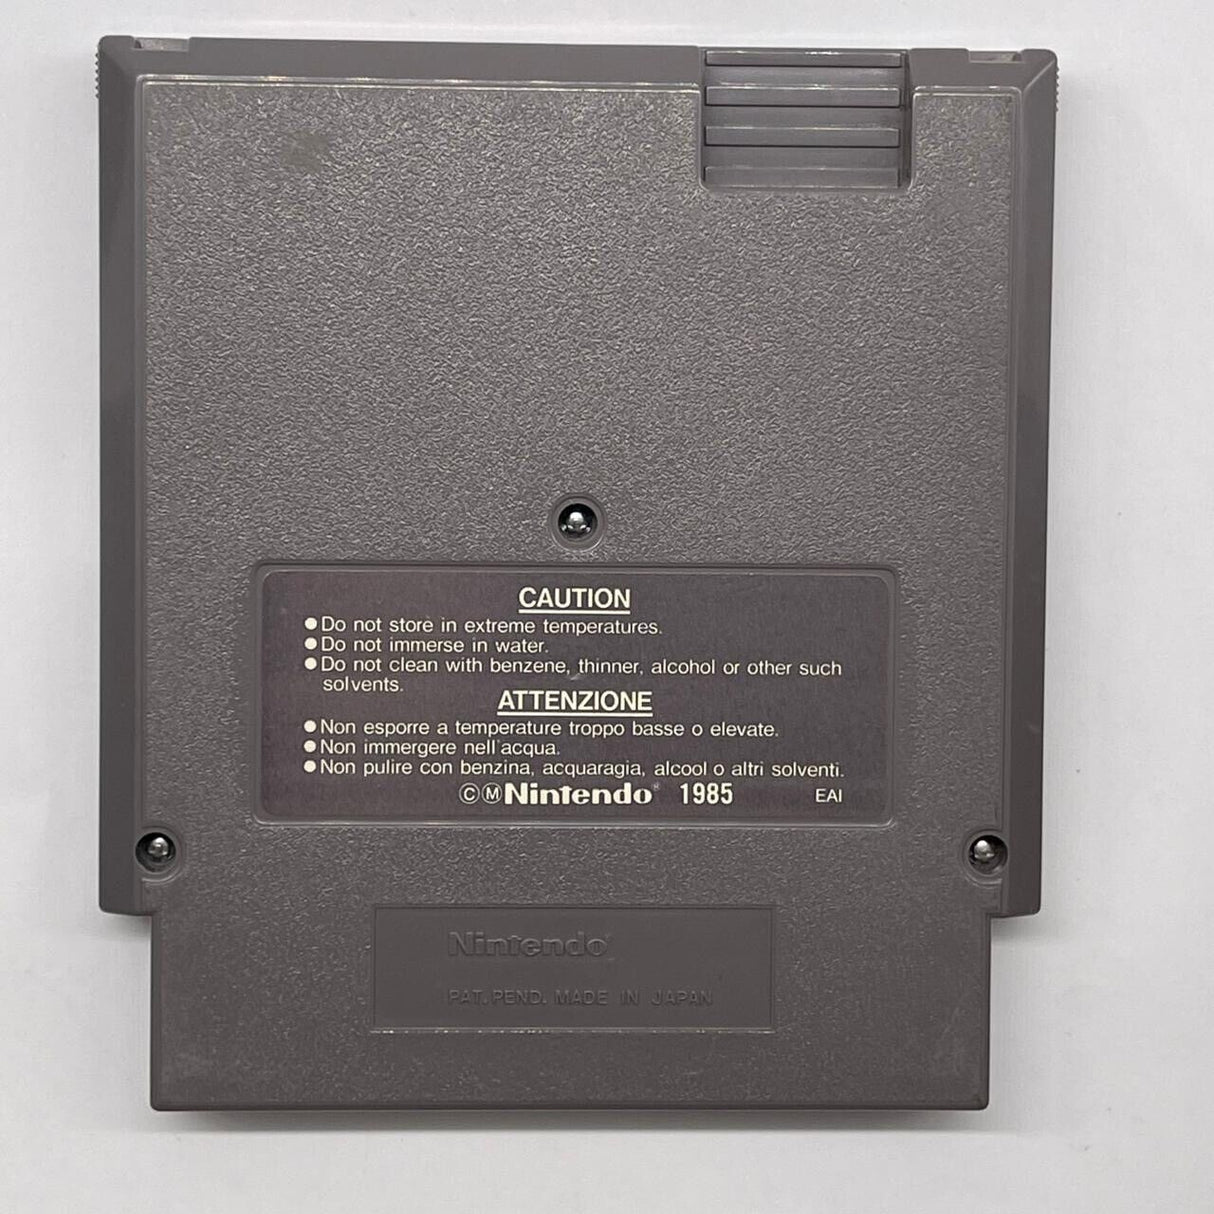 CAUTION
●Do not store in extreme temperatures.
●Do not immerse in water.
●Do not clean with benzene, thinner, alcohol or other such
solvents.
ATTENZIONE
●Non esporre a temperature troppo basse o elevate.
●Non immergere nell'acqua.
●Non pulire con benzina, acquaragia, alcool o altri solventi.
©ⓂNintendo® 1985 EAI
Nintendo®
PAT. PEND. MADE IN JAPAN